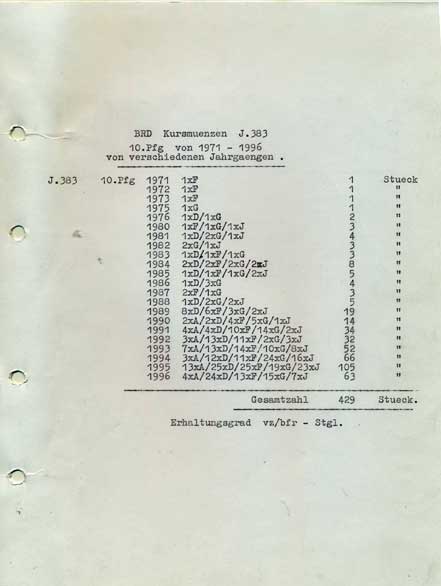 BRD Kursmuenzen J.383
10.Pfg von 1971 - 1996
von verschiedenen Jahrgaengen .
J.383 10.Pfg 1971 1xF 1 Stueck
1972 1xF 1 "
1973 1xF 1 "
1975 1xG 1 "
1976 1xD/1xG 2 "
1980 1xF/1xG/1xJ 3 "
1981 1xD/2xG/1xJ 4 "
1982 2xG/1xJ 3 "
1983 1xD/1xF/1xG 3 "
1984 2xD/2xF/2xG/2xJ 8 "
1985 1xD/1xF/1xG/2xJ 5 "
1986 1xD/3xG 4 "
1987 2xF/1xG 3 "
1988 1xD/2xG/2xJ 5 "
1989 8xD/6xF/3xG/2xJ 19 "
1990 2xA/2xD/4xF/5xG/1xJ 14 "
1991 4xA/4xD/10xF/14xG/2xJ 34 "
1992 3xA/13xD/11xF/2xG/3xJ 32 "
1993 7xA/13xD/14xF/10xG/8xJ 52 "
1994 3xA/12xD/11xF/24xG/16xJ 66 "
1995 13xA/25xD/25xF/19xG/23xJ 105 "
1996 4xA/24xD/13xF/15xG/7xJ 63 "
Gesamtzahl 429 Stueck.
Erhaltungsgrad vz/bfr - Stgl.